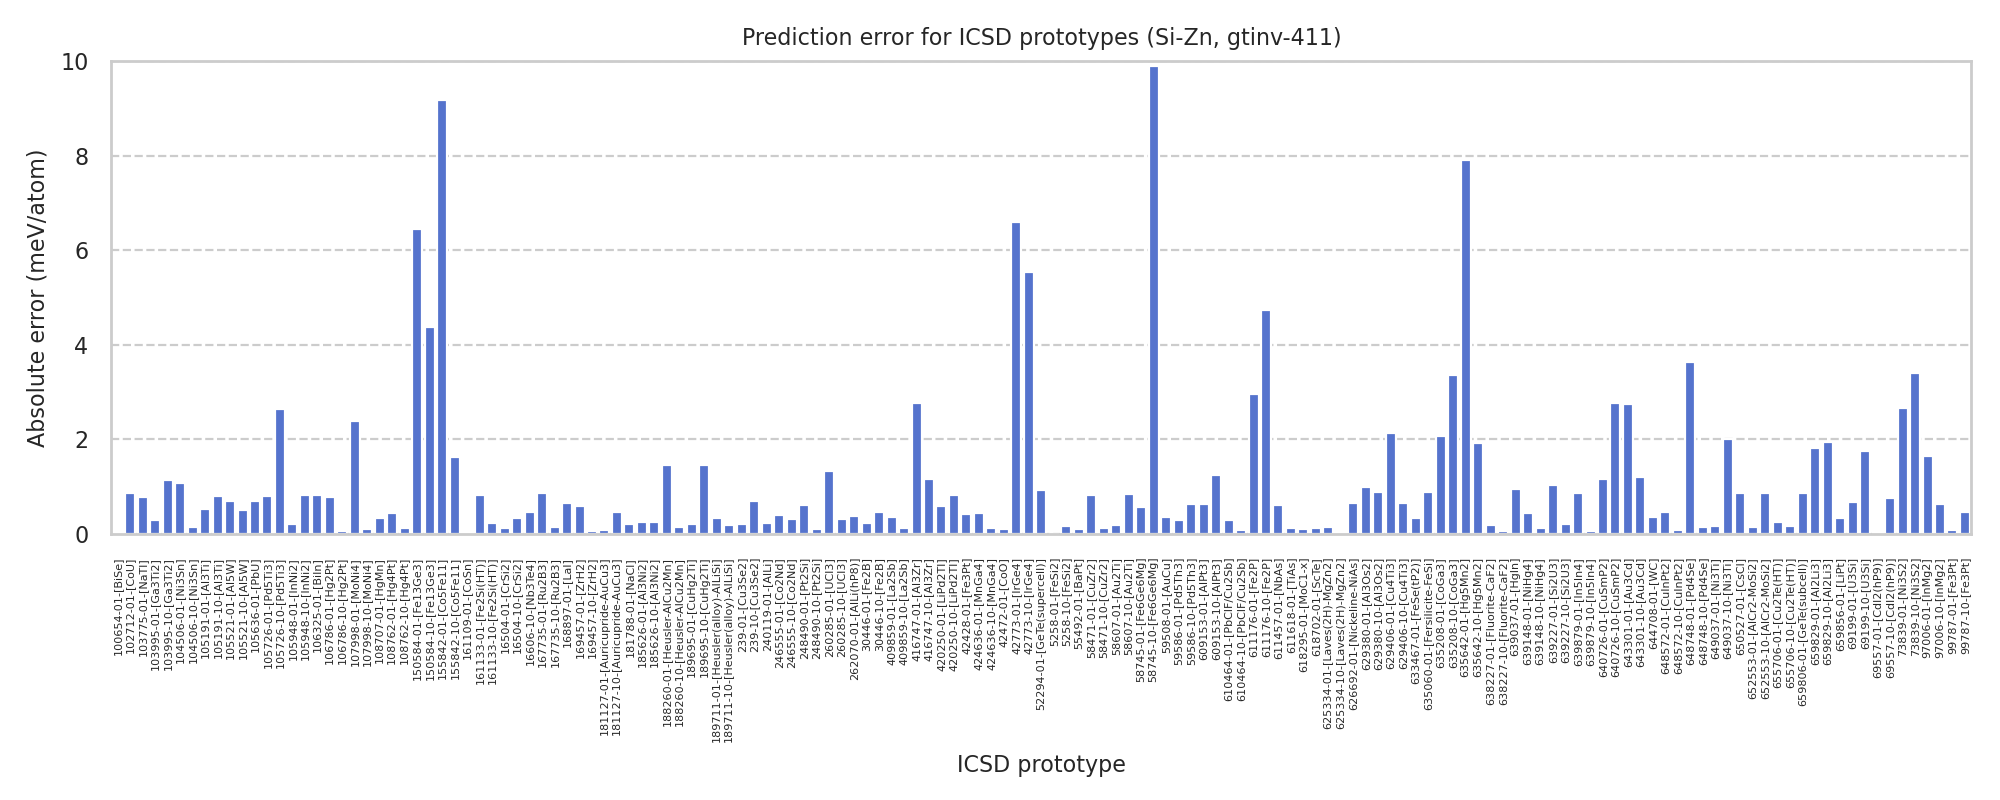 Prediction error for ICSD prototypes (Si-Zn, gtinv-411)
Absolute error (meV/atom)
10
8
6
4
2
0
100654-01-[BiSe]
102712-01-[CoU]
103775-01-[NaTl]
103995-01-[Ga3Ti2]
103995-10-[Ga3Ti2]
104506-01-[Ni3Sn]
104506-10-[Ni3Sn]
105191-01-[Al3Ti]
105191-10-[Al3Ti]
105521-01-[Al5W]
105521-10-[Al5W]
105636-01-[PbU]
105726-01-[Pd5Ti3]
105726-10-[Pd5Ti3]
105948-01-[InNi2]
105948-10-[InNi2]
106325-01-[BiIn]
106786-01-[Hg2Pt]
106786-10-[Hg2Pt]
107998-01-[MoNi4]
107998-10-[MoNi4]
108707-01-[HgMn]
108762-01-[Hg4Pt]
108762-10-[Hg4Pt]
150584-01-[Fe13Ge3]
150584-10-[Fe13Ge3]
155842-01-[Co5Fe11]
155842-10-[Co5Fe11]
161109-01-[CoSn]
161133-01-[Fe2Si(HT)]
161133-10-[Fe2Si(HT)]
16504-01-[CrSi2]
16504-10-[CrSi2]
166006-10-[Nb3Te4]
167735-01-[Ru2B3]
167735-10-[Ru2B3]
168897-01-[LaI]
169457-01-[ZrH2]
169457-10-[ZrH2]
181127-01-[Auricupride-AuCu3]
181127-10-[Auricupride-AuCu3]
181788-01-[NaCl]
185626-01-[Al3Ni2]
185626-10-[Al3Ni2]
188260-01-[Heusler-AlCu2Mn]
188260-10-[Heusler-AlCu2Mn]
189695-01-[CuHg2Ti]
189695-10-[CuHg2Ti]
189711-01-[Heusler(alloy)-AlLiSi]
189711-10-[Heusler(alloy)-AlLiSi]
239-01-[Cu3Se2]
239-10-[Cu3Se2]
240119-01-[AlLi]
246555-01-[Co2Nd]
246555-10-[Co2Nd]
248490-01-[Pt2Si]
248490-10-[Pt2Si]
260285-01-[UCl3]
260285-10-[UCl3]
262070-01-[AlLi(hP8)]
30446-01-[Fe2B]
30446-10-[Fe2B]
409859-01-[La2Sb]
409859-10-[La2Sb]
416747-01-[Al3Zr]
416747-10-[Al3Zr]
420250-01-[LiPd2Tl]
420250-10-[LiPd2Tl]
42428-01-[FePt]
424636-01-[MnGa4]
424636-10-[MnGa4]
42472-01-[CoO]
42773-01-[IrGe4]
42773-10-[IrGe4]
52294-01-[GeTe(supercell)]
5258-01-[FeSi2]
5258-10-[FeSi2]
55492-01-[BaPt]
58471-01-[CuZr2]
58471-10-[CuZr2]
58607-01-[Au2Ti]
58607-10-[Au2Ti]
58745-01-[Fe6Ge6Mg]
58745-10-[Fe6Ge6Mg]
59508-01-[AuCu]
59586-01-[Pd5Th3]
59586-10-[Pd5Th3]
609153-01-[AlPt3]
609153-10-[AlPt3]
610464-01-[PbClF/Cu2Sb]
610464-10-[PbClF/Cu2Sb]
611176-01-[Fe2P]
611176-10-[Fe2P]
611457-01-[NbAs]
611618-01-[TiAs]
618295-01-[MoC1-x]
618702-01-[ScTe]
625334-01-[Laves(2H)-MgZn2]
625334-10-[Laves(2H)-MgZn2]
626692-01-[Nickeline-NiAs]
629380-01-[Al3Os2]
629380-10-[Al3Os2]
629406-01-[Cu4Ti3]
629406-10-[Cu4Ti3]
633467-01-[FeSe(tP2)]
635060-01-[Fersilicite-FeSi]
635208-01-[CoGa3]
635208-10-[CoGa3]
635642-01-[Hg5Mn2]
635642-10-[Hg5Mn2]
638227-01-[Fluorite-CaF2]
638227-10-[Fluorite-CaF2]
639037-01-[HgIn]
639148-01-[NiHg4]
639148-10-[NiHg4]
639227-01-[Si2U3]
639227-10-[Si2U3]
639879-01-[In5In4]
639879-10-[In5In4]
640726-01-[CuSmP2]
640726-10-[CuSmP2]
643301-01-[Au3Cd]
643301-10-[Au3Cd]
644708-01-[WC]
648572-01-[CuInPt2]
648572-10-[CuInPt2]
648748-01-[Pd4Se]
648748-10-[Pd4Se]
649037-01-[Ni3Ti]
649037-10-[Ni3Ti]
650527-01-[CsCl]
652553-01-[AlCr2-MoSi2]
652553-10-[AlCr2-MoSi2]
655706-01-[Cu2Te(HT)]
655706-10-[Cu2Te(HT)]
659806-01-[GeTe(subcell)]
659829-01-[Al2Li3]
659829-10-[Al2Li3]
659856-01-[LiPt]
69199-01-[U3Si]
69199-10-[U3Si]
69557-01-[CdI2(hP9)]
69557-10-[CdI2(hP9)]
73839-01-[Ni3S2]
73839-10-[Ni3S2]
97006-01-[InMg2]
97006-10-[InMg2]
99787-01-[Fe3Pt]
99787-10-[Fe3Pt]
ICSD prototype